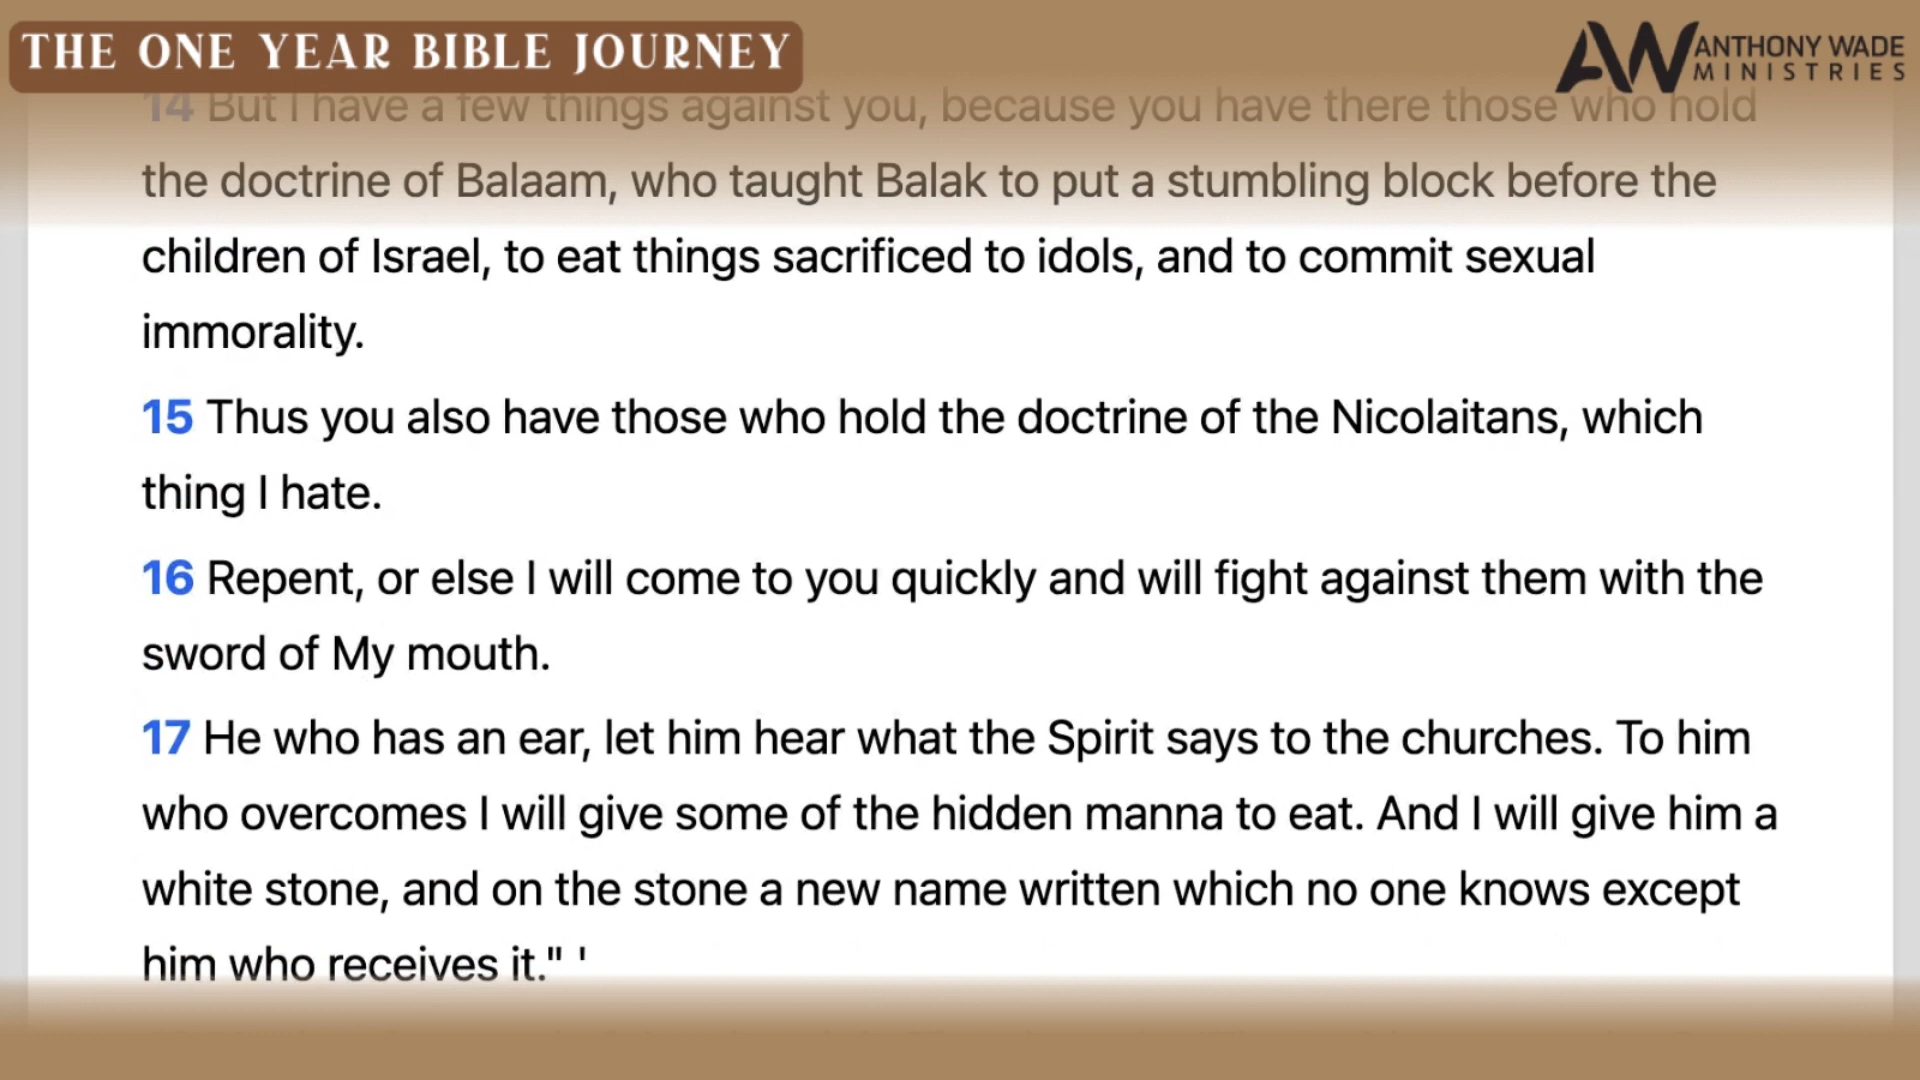 THE ONE YEAR BIBLE JOURNEY
AW ANTHONY WADE
MINISTRIES
14 But I have a few things against you, because you have there those who hold
the doctrine of Balaam, who taught Balak to put a stumbling block before the
children of Israel, to eat things sacrificed to idols, and to commit sexual
immorality.
15 Thus you also have those who hold the doctrine of the Nicolaitans, which
thing I hate.
16 Repent, or else I will come to you quickly and will fight against them with the
sword of My mouth.
17 He who has an ear, let him hear what the Spirit says to the churches. To him
who overcomes I will give some of the hidden manna to eat. And I will give him a
white stone, and on the stone a new name written which no one knows except
him who receives it." '